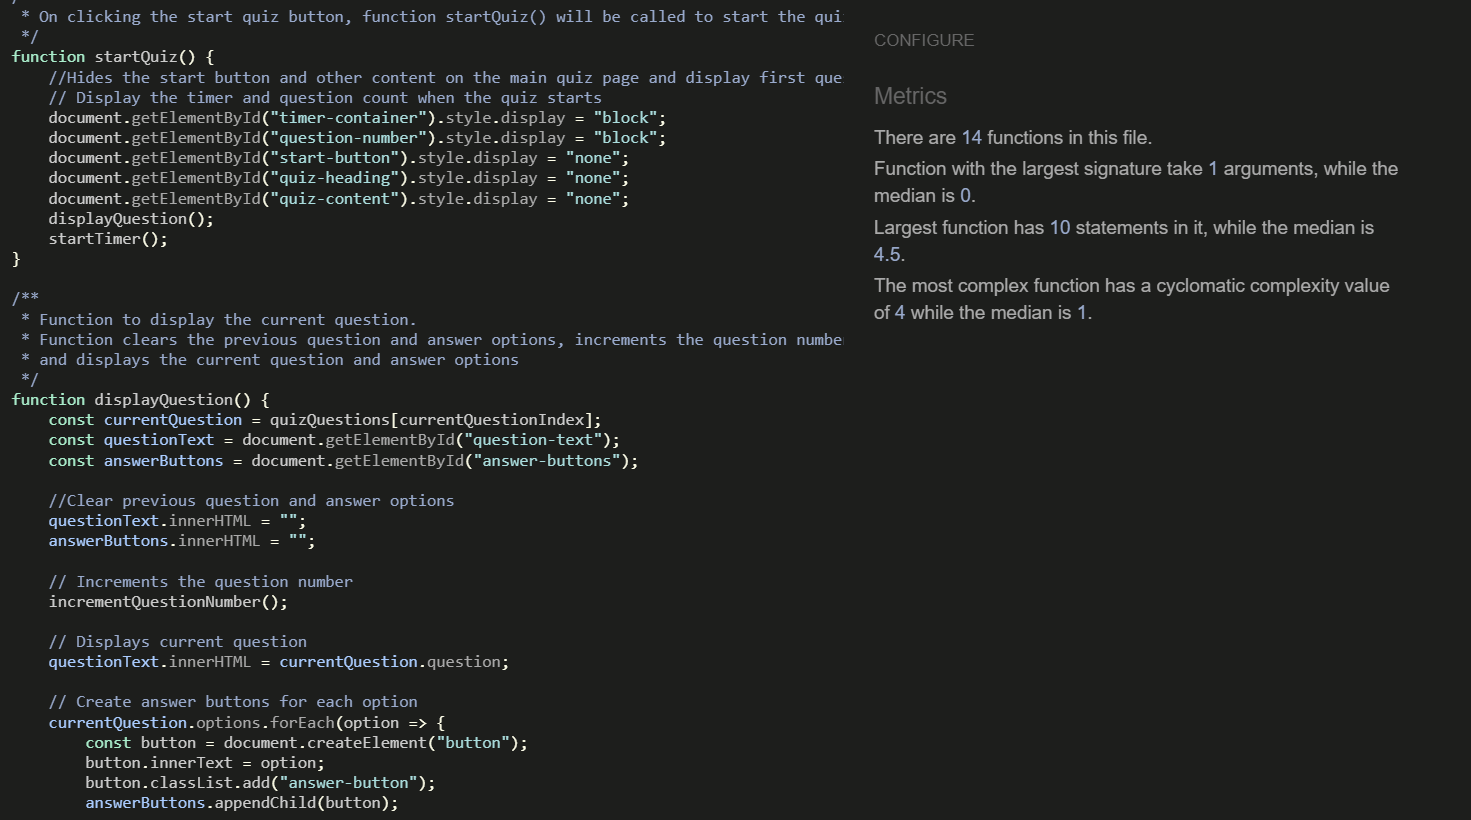 * On clicking the start quiz button, function startQuiz() will be called to start the qui
 */
function startQuiz() {
    //Hides the start button and other content on the main quiz page and display first que
    // Display the timer and question count when the quiz starts
    document.getElementById("timer-container").style.display = "block";
    document.getElementById("question-number").style.display = "block";
    document.getElementById("start-button").style.display = "none";
    document.getElementById("quiz-heading").style.display = "none";
    document.getElementById("quiz-content").style.display = "none";
    displayQuestion();
    startTimer();
}

/**
 * Function to display the current question.
 * Function clears the previous question and answer options, increments the question numbe
 * and displays the current question and answer options
 */
function displayQuestion() {
    const currentQuestion = quizQuestions[currentQuestionIndex];
    const questionText = document.getElementById("question-text");
    const answerButtons = document.getElementById("answer-buttons");

    //Clear previous question and answer options
    questionText.innerHTML = "";
    answerButtons.innerHTML = "";

    // Increments the question number
    incrementQuestionNumber();

    // Displays current question
    questionText.innerHTML = currentQuestion.question;

    // Create answer buttons for each option
    currentQuestion.options.forEach(option => {
        const button = document.createElement("button");
        button.innerText = option;
        button.classList.add("answer-button");
        answerButtons.appendChild(button);
CONFIGURE
Metrics
There are 14 functions in this file.
Function with the largest signature take 1 arguments, while the
median is 0.
Largest function has 10 statements in it, while the median is
4.5.
The most complex function has a cyclomatic complexity value
of 4 while the median is 1.